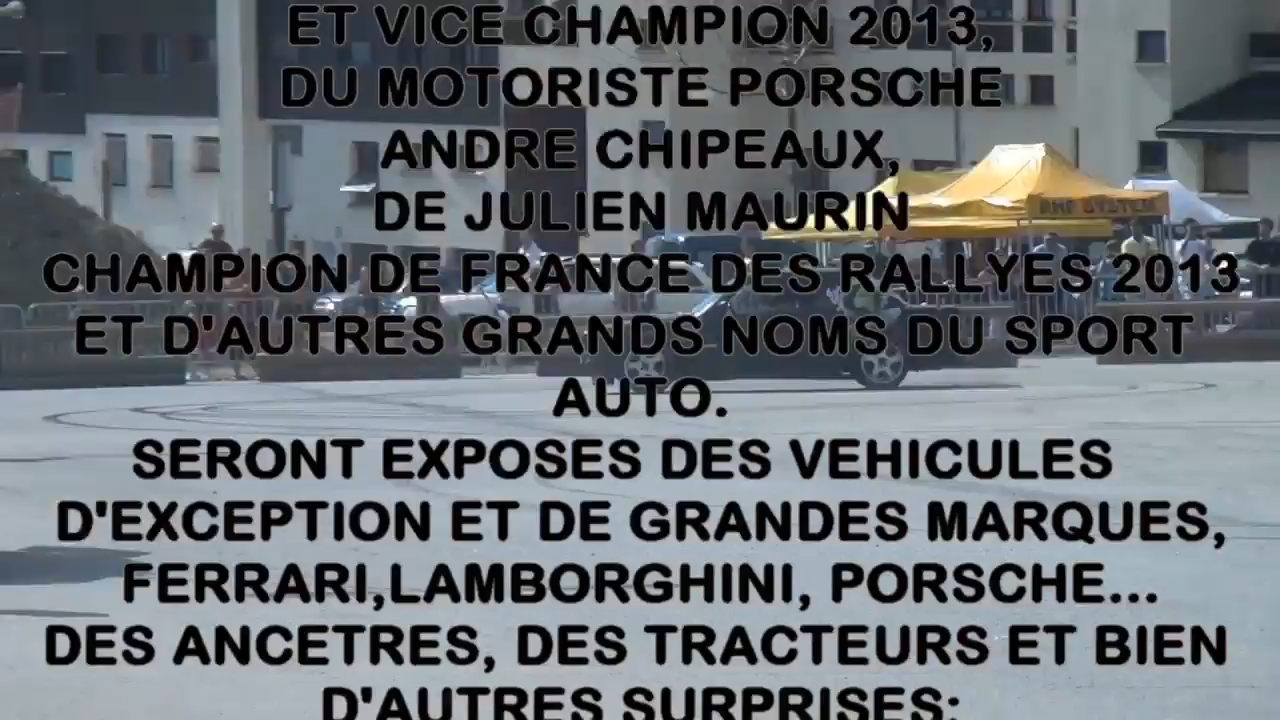 ET VICE CHAMPION 2013,
DU MOTORISTE PORSCHE
ANDRE CHIPEAUX,
DE JULIEN MAURIN
CHAMPION DE FRANCE DES RALLYES 2013
ET D'AUTRES GRANDS NOMS DU SPORT
AUTO.
SERONT EXPOSES DES VEHICULES
D'EXCEPTION ET DE GRANDES MARQUES,
FERRARI,LAMBORGHINI, PORSCHE...
DES ANCETRES, DES TRACTEURS ET BIEN
D'AUTRES SURPRISES;